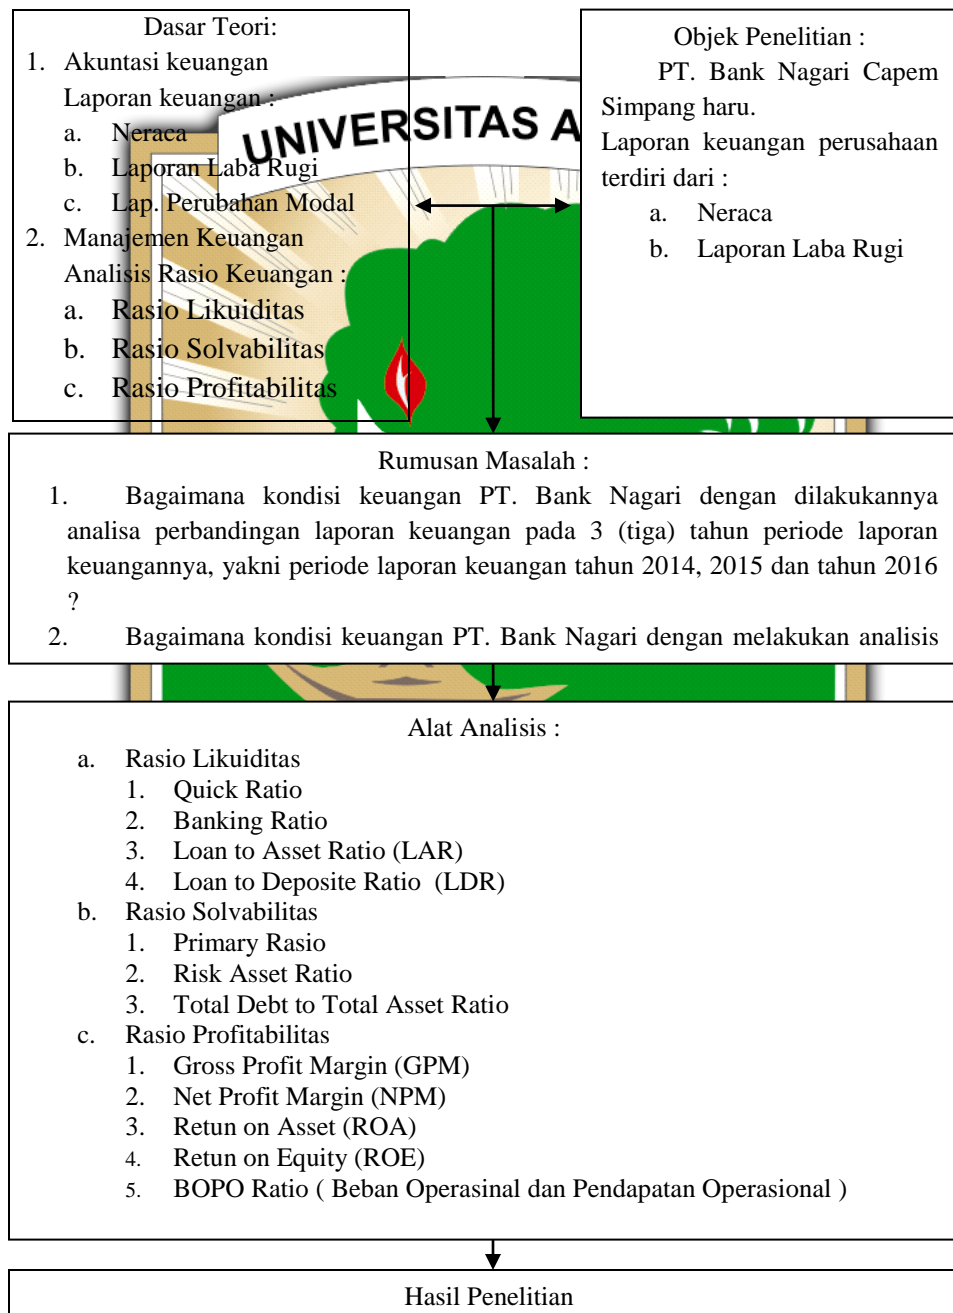 Dasar Teori:
1. Akuntasi keuangan
Laporan keuangan :
a. Neraca
b. Laporan Laba Rugi
c. Lap. Perubahan Modal
2. Manajemen Keuangan
Analisis Rasio Keuangan :
a. Rasio Likuiditas
b. Rasio Solvabilitas
c. Rasio Profitabilitas
UNIVERSITAS A
Objek Penelitian :
PT. Bank Nagari Capem
Simpang haru.
Laporan keuangan perusahaan
terdiri dari :
a. Neraca
b. Laporan Laba Rugi
Rumusan Masalah :
1. Bagaimana kondisi keuangan PT. Bank Nagari dengan dilakukannya
analisa perbandingan laporan keuangan pada 3 (tiga) tahun periode laporan
keuangannya, yakni periode laporan keuangan tahun 2014, 2015 dan tahun 2016
?
2. Bagaimana kondisi keuangan PT. Bank Nagari dengan melakukan analisis
Alat Analisis :
a. Rasio Likuiditas
1. Quick Ratio
2. Banking Ratio
3. Loan to Asset Ratio (LAR)
4. Loan to Deposite Ratio (LDR)
b. Rasio Solvabilitas
1. Primary Rasio
2. Risk Asset Ratio
3. Total Debt to Total Asset Ratio
c. Rasio Profitabilitas
1. Gross Profit Margin (GPM)
2. Net Profit Margin (NPM)
3. Retun on Asset (ROA)
4. Retun on Equity (ROE)
5. BOPO Ratio ( Beban Operasinal dan Pendapatan Operasional )
Hasil Penelitian